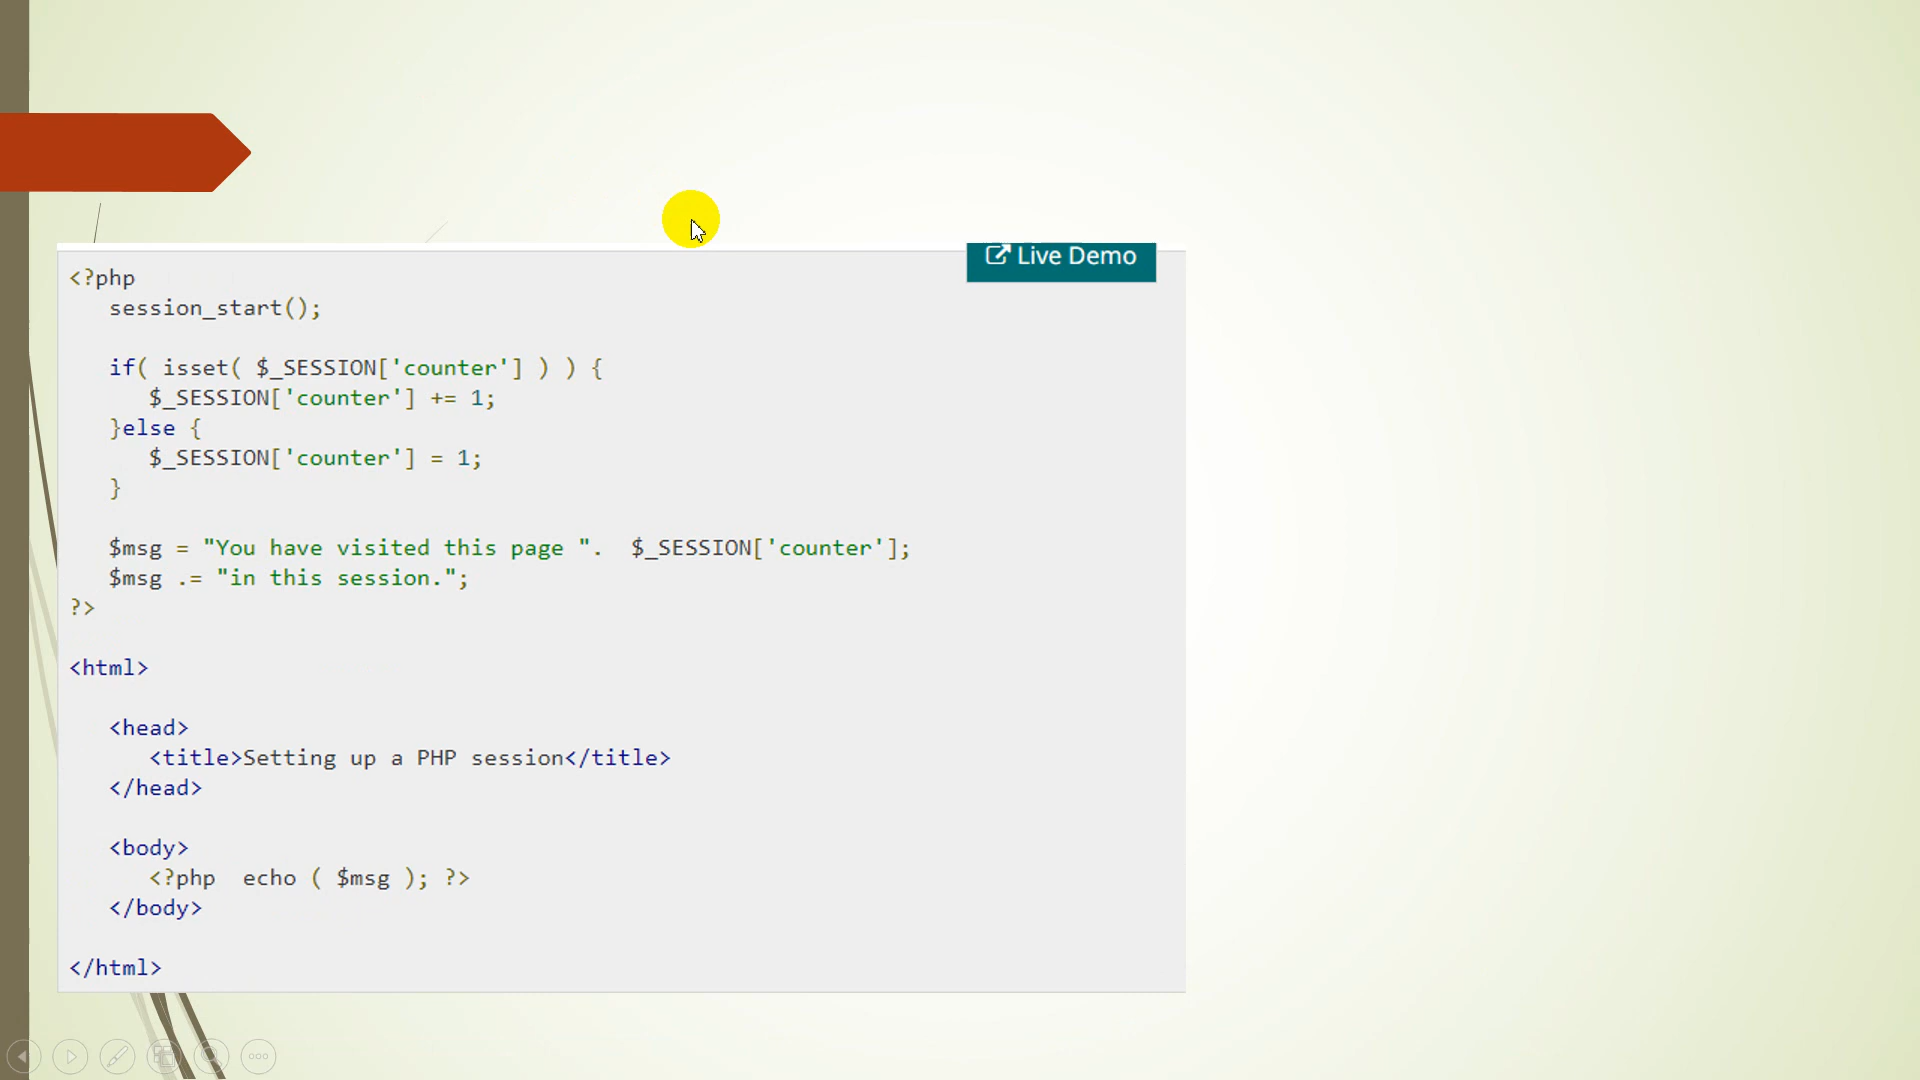 Live Demo
<?php
session_start();
if( isset( $_SESSION['counter'] ) ) {
$_SESSION['counter'] += 1;
}else {
$_SESSION['counter'] = 1;
}
$msg = "You have visited this page ".  $_SESSION['counter'];
$msg .= "in this session.";
?>
<html>
<head>
<title>Setting up a PHP session</title>
</head>
<body>
<?php  echo ( $msg ); ?>
</body>
</html>